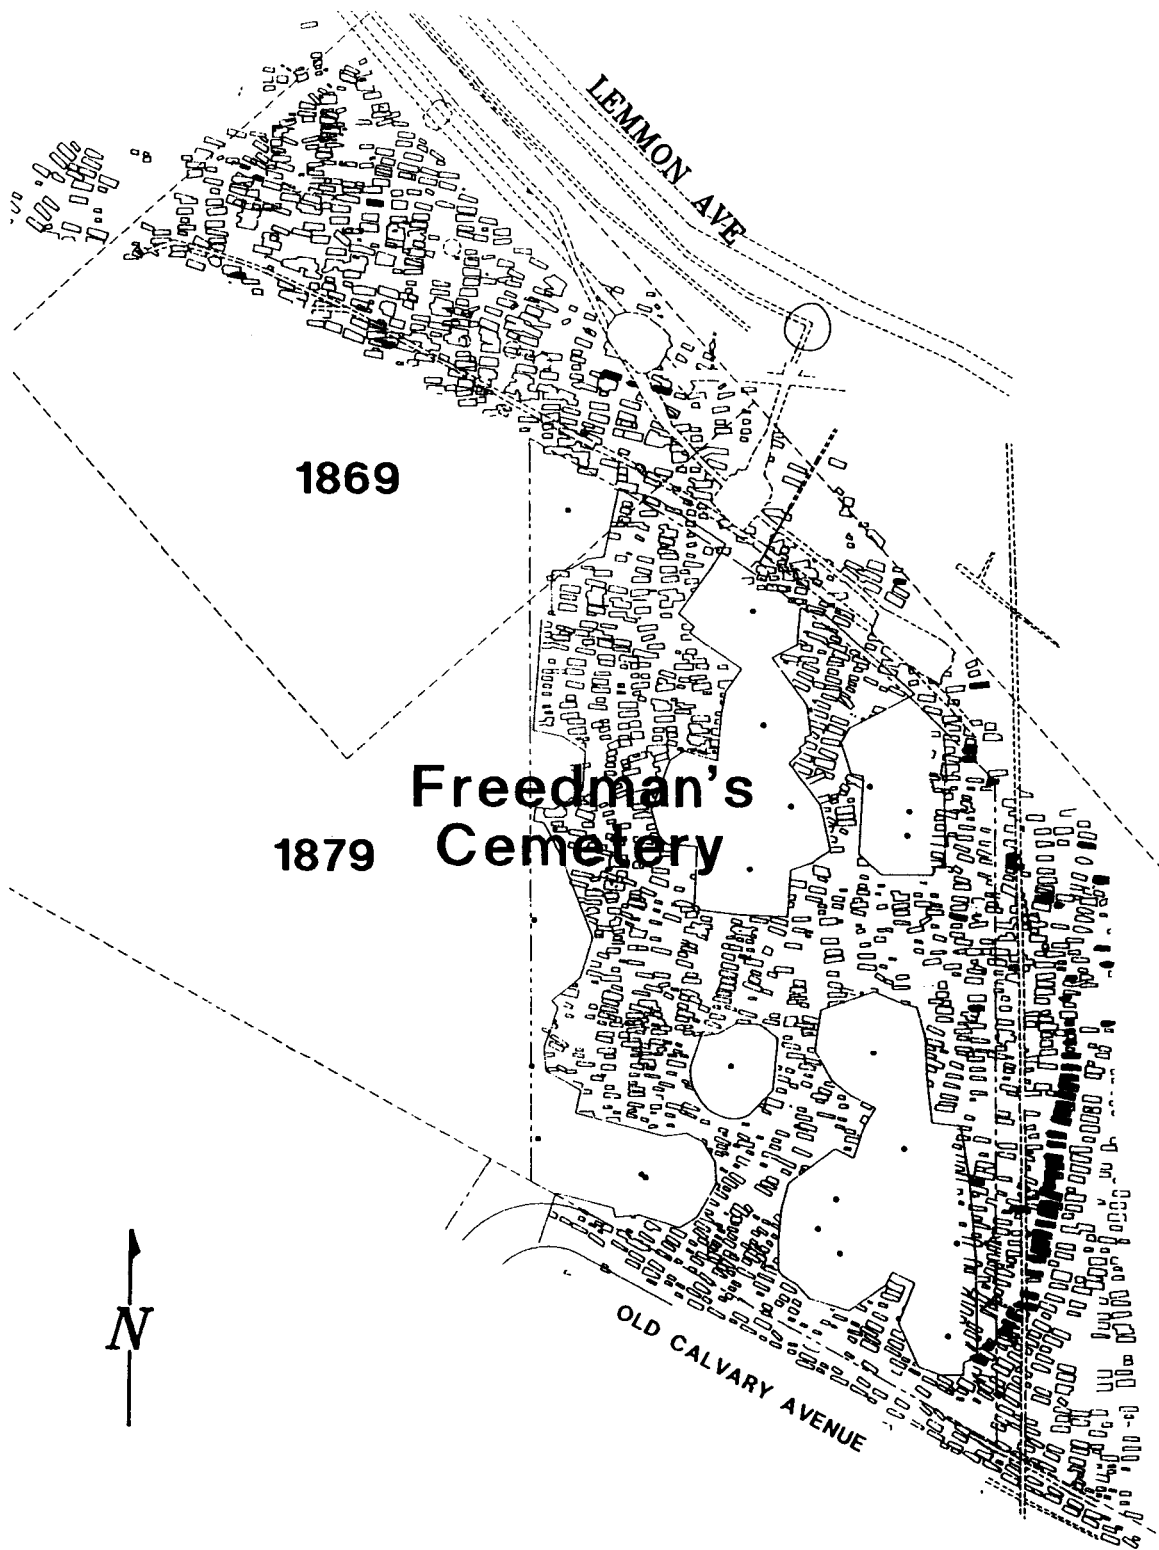 LEMMON AVE
1869
Freedman's
Cemetery
1879
N
OLD CALVARY AVENUE